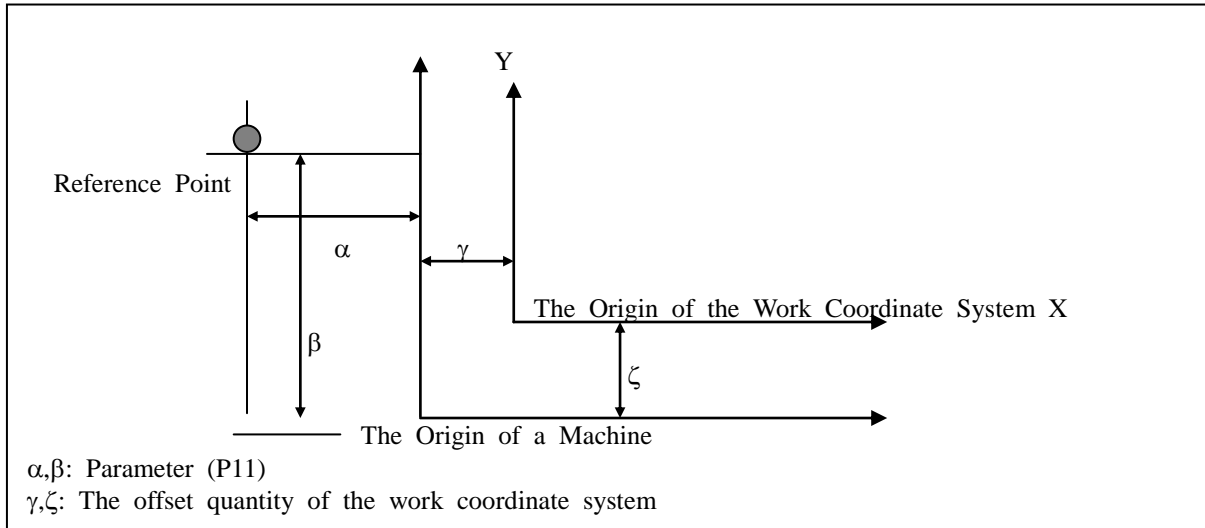 Y
Reference Point
α
γ
The Origin of the Work Coordinate System X
β
ζ
The Origin of a Machine
α,β: Parameter (P11)
γ,ζ: The offset quantity of the work coordinate system